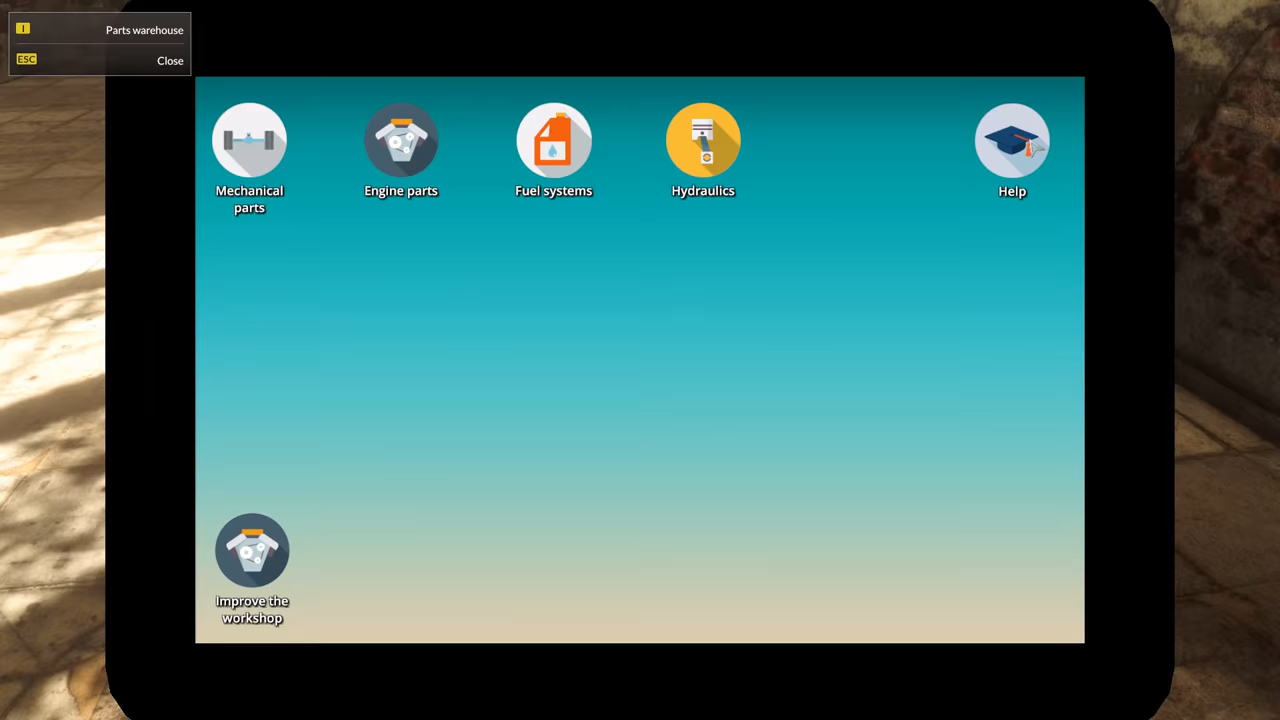 I Parts warehouse
ESC Close
Mechanical
parts
Engine parts
Fuel systems
Hydraulics
Help
Improve the
workshop